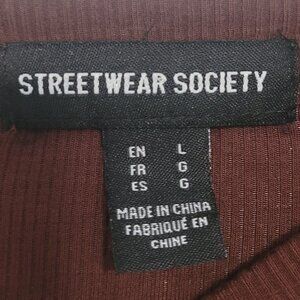 STREETWEAR SOCIETY
EN L
FR G
ES G
MADE IN CHINA
FABRIQUÉ EN
CHINE